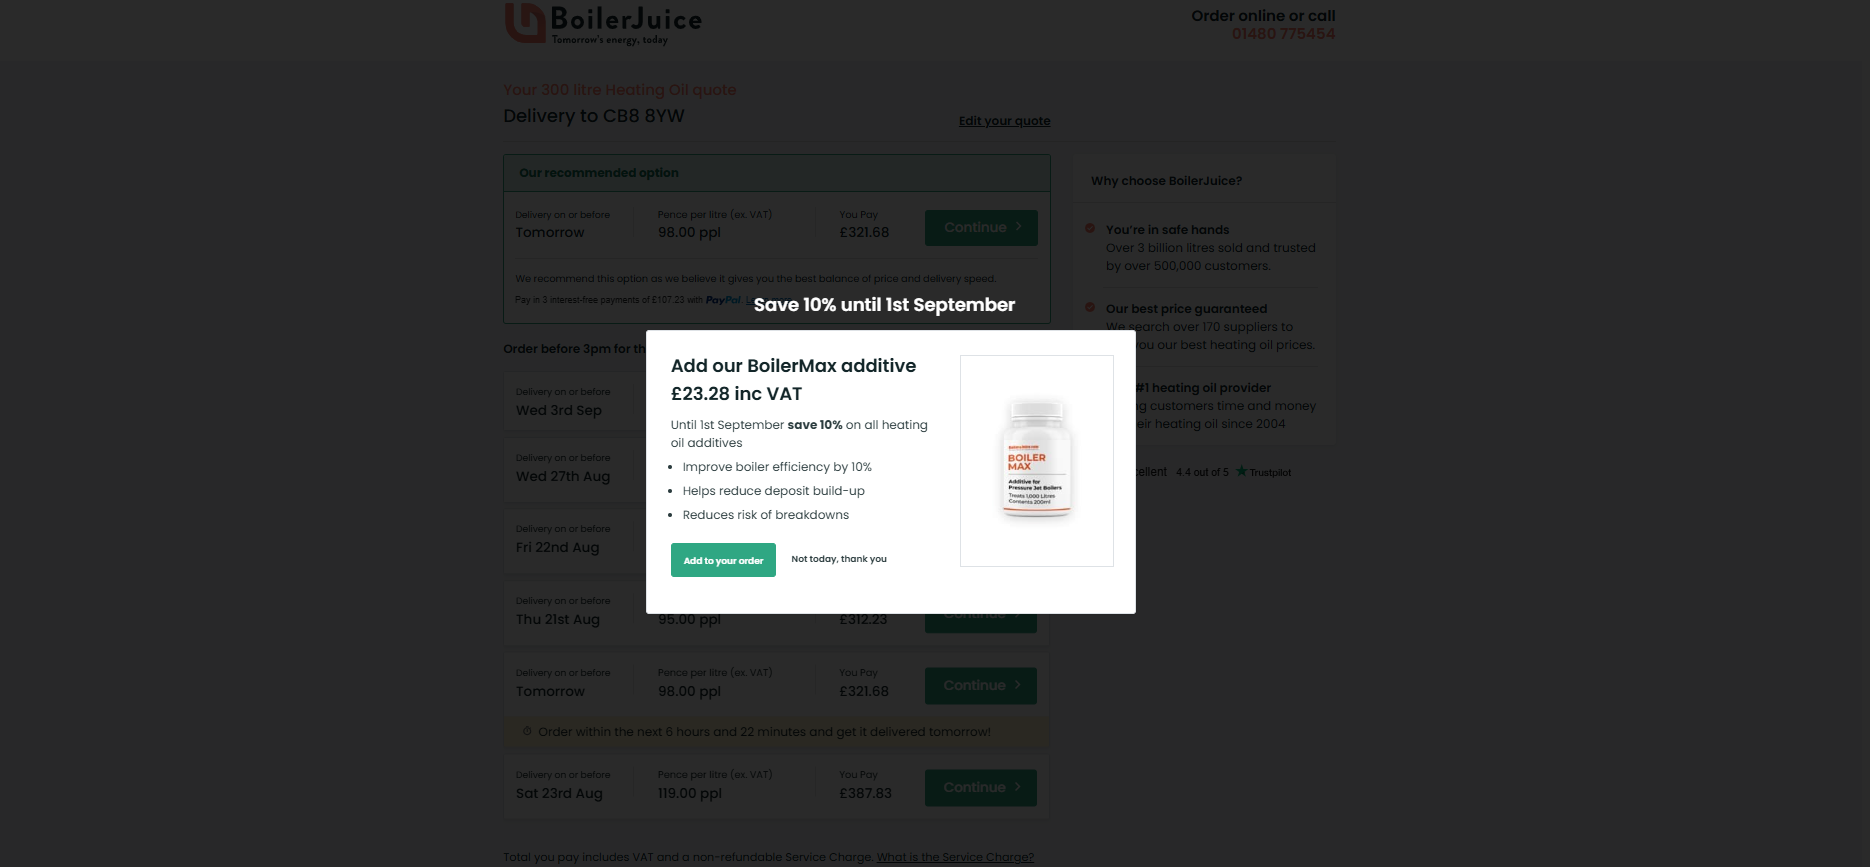 BoilerJuice
Tomorrow's energy, today
Order online or call
01480 775454
Your 300 litre Heating Oil quote
Delivery to CB8 8YW
Edit your quote
Our recommended option
Delivery on or before
Tomorrow
Pence per litre (ex. VAT)
98.00 ppl
You Pay
£321.68
Continue
We recommend this option as we believe it gives you the best balance of price and delivery speed.
Pay in 3 interest-free payments of £107.23 with PayPal.
Save 10% until 1st September
Order before 3pm for th
Delivery on or before
Wed 3rd Sep
Delivery on or before
Wed 27th Aug
Delivery on or before
Fri 22nd Aug
Delivery on or before
Thu 21st Aug
95.00 ppl
£312.23
Continue
Delivery on or before
Tomorrow
Pence per litre (ex. VAT)
98.00 ppl
You Pay
£321.68
Continue
Order within the next 6 hours and 22 minutes and get it delivered tomorrow!
Delivery on or before
Sat 23rd Aug
Pence per litre (ex. VAT)
119.00 ppl
You Pay
£387.83
Continue
Total you pay includes VAT and a non-refundable Service Charge. What is the Service Charge?
Add our BoilerMax additive
£23.28 inc VAT
Until 1st September save 10% on all heating
oil additives
Improve boiler efficiency by 10%
Helps reduce deposit build-up
Reduces risk of breakdowns
Add to your order
Not today, thank you
BOILER
MAX
Additive for
Pressure Jet Boilers
Treats 1,000 Litres
Contents 200ml
Why choose BoilerJuice?
You're in safe hands
Over 3 billion litres sold and trusted
by over 500,000 customers.
Our best price guaranteed
We search over 170 suppliers to
you our best heating oil prices.
#1 heating oil provider
g customers time and money
eir heating oil since 2004
cellent 4.4 out of 5 Trustpilot